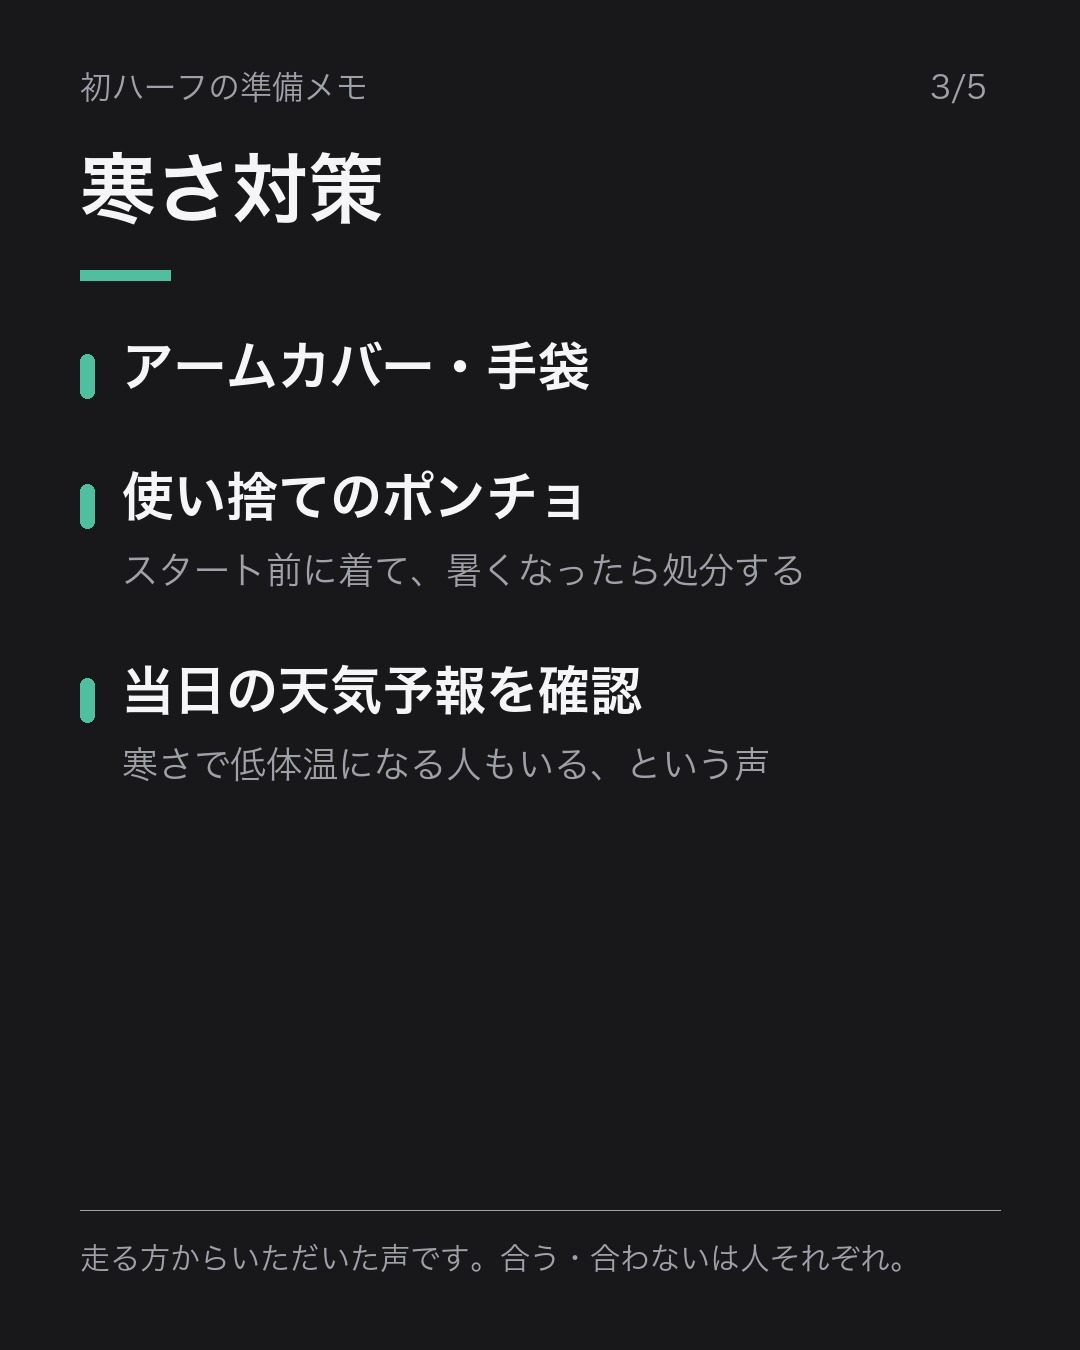 初ハーフの準備メモ
3/5
寒さ対策
アームカバー・手袋
使い捨てのポンチョ
スタート前に着て、暑くなったら処分する
当日の天気予報を確認
寒さで低体温になる人もいる、という声
走る方からいただいた声です。合う・合わないは人それぞれ。